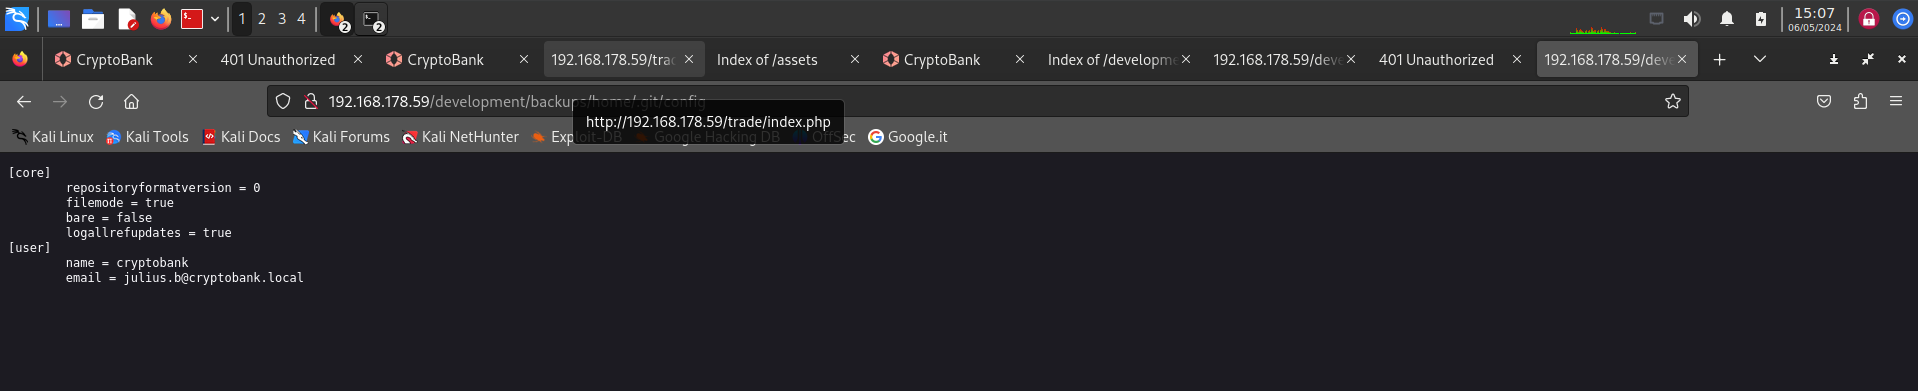 1 2 3 4 2 2 15:07
06/05/2024
CryptoBank 401 Unauthorized CryptoBank 192.168.178.59/trad Index of /assets CryptoBank Index of /developme 192.168.178.59/deve 401 Unauthorized 192.168.178.59/deve
192.168.178.59/development/backups/home/.git/config
http://192.168.178.59/trade/index.php
Kali Linux Kali Tools Kali Docs Kali Forums Kali NetHunter Exploit-DB Google Hacking DB OffSec Google.it
[core]
repositoryformatversion = 0
filemode = true
bare = false
logallrefupdates = true
[user]
name = cryptobank
email = julius.b@cryptobank.local